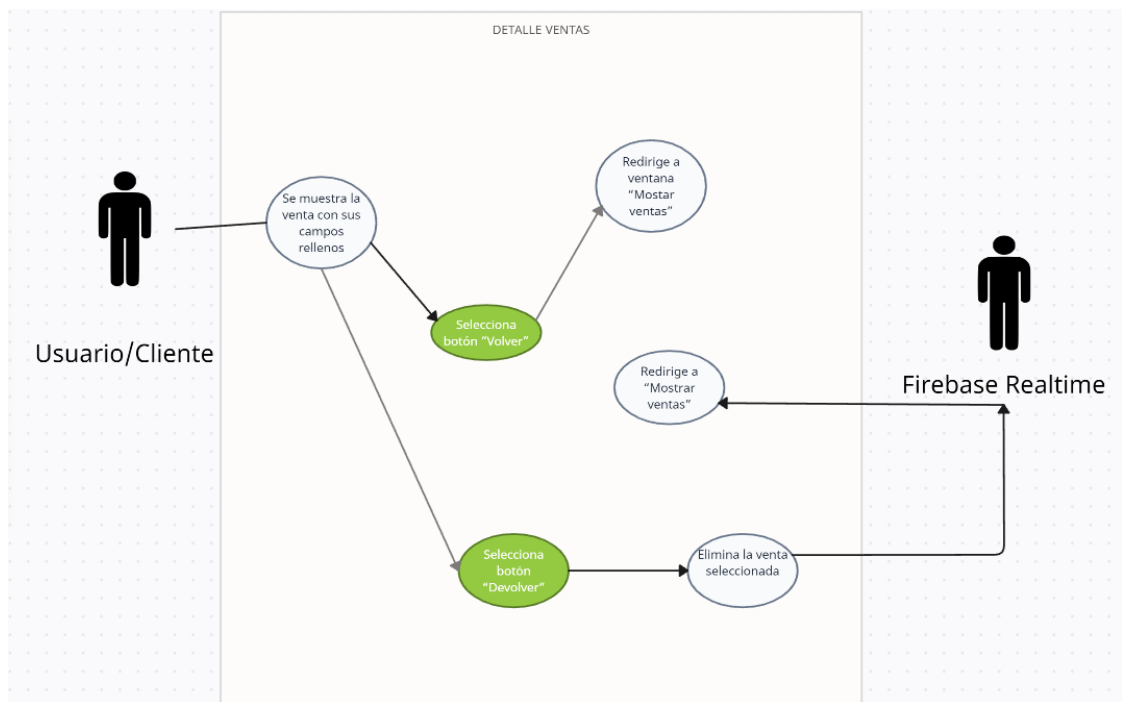 DETALLE VENTAS
Redirige a
ventana
“Mostar
ventas”
Se muestra la
venta con sus
campos
rellenos
Selecciona
botón “Volver”
Usuario/Cliente
Redirige a
“Mostrar
ventas”
Firebase Realtime
Selecciona
botón
“Devolver”
Elimina la venta
seleccionada